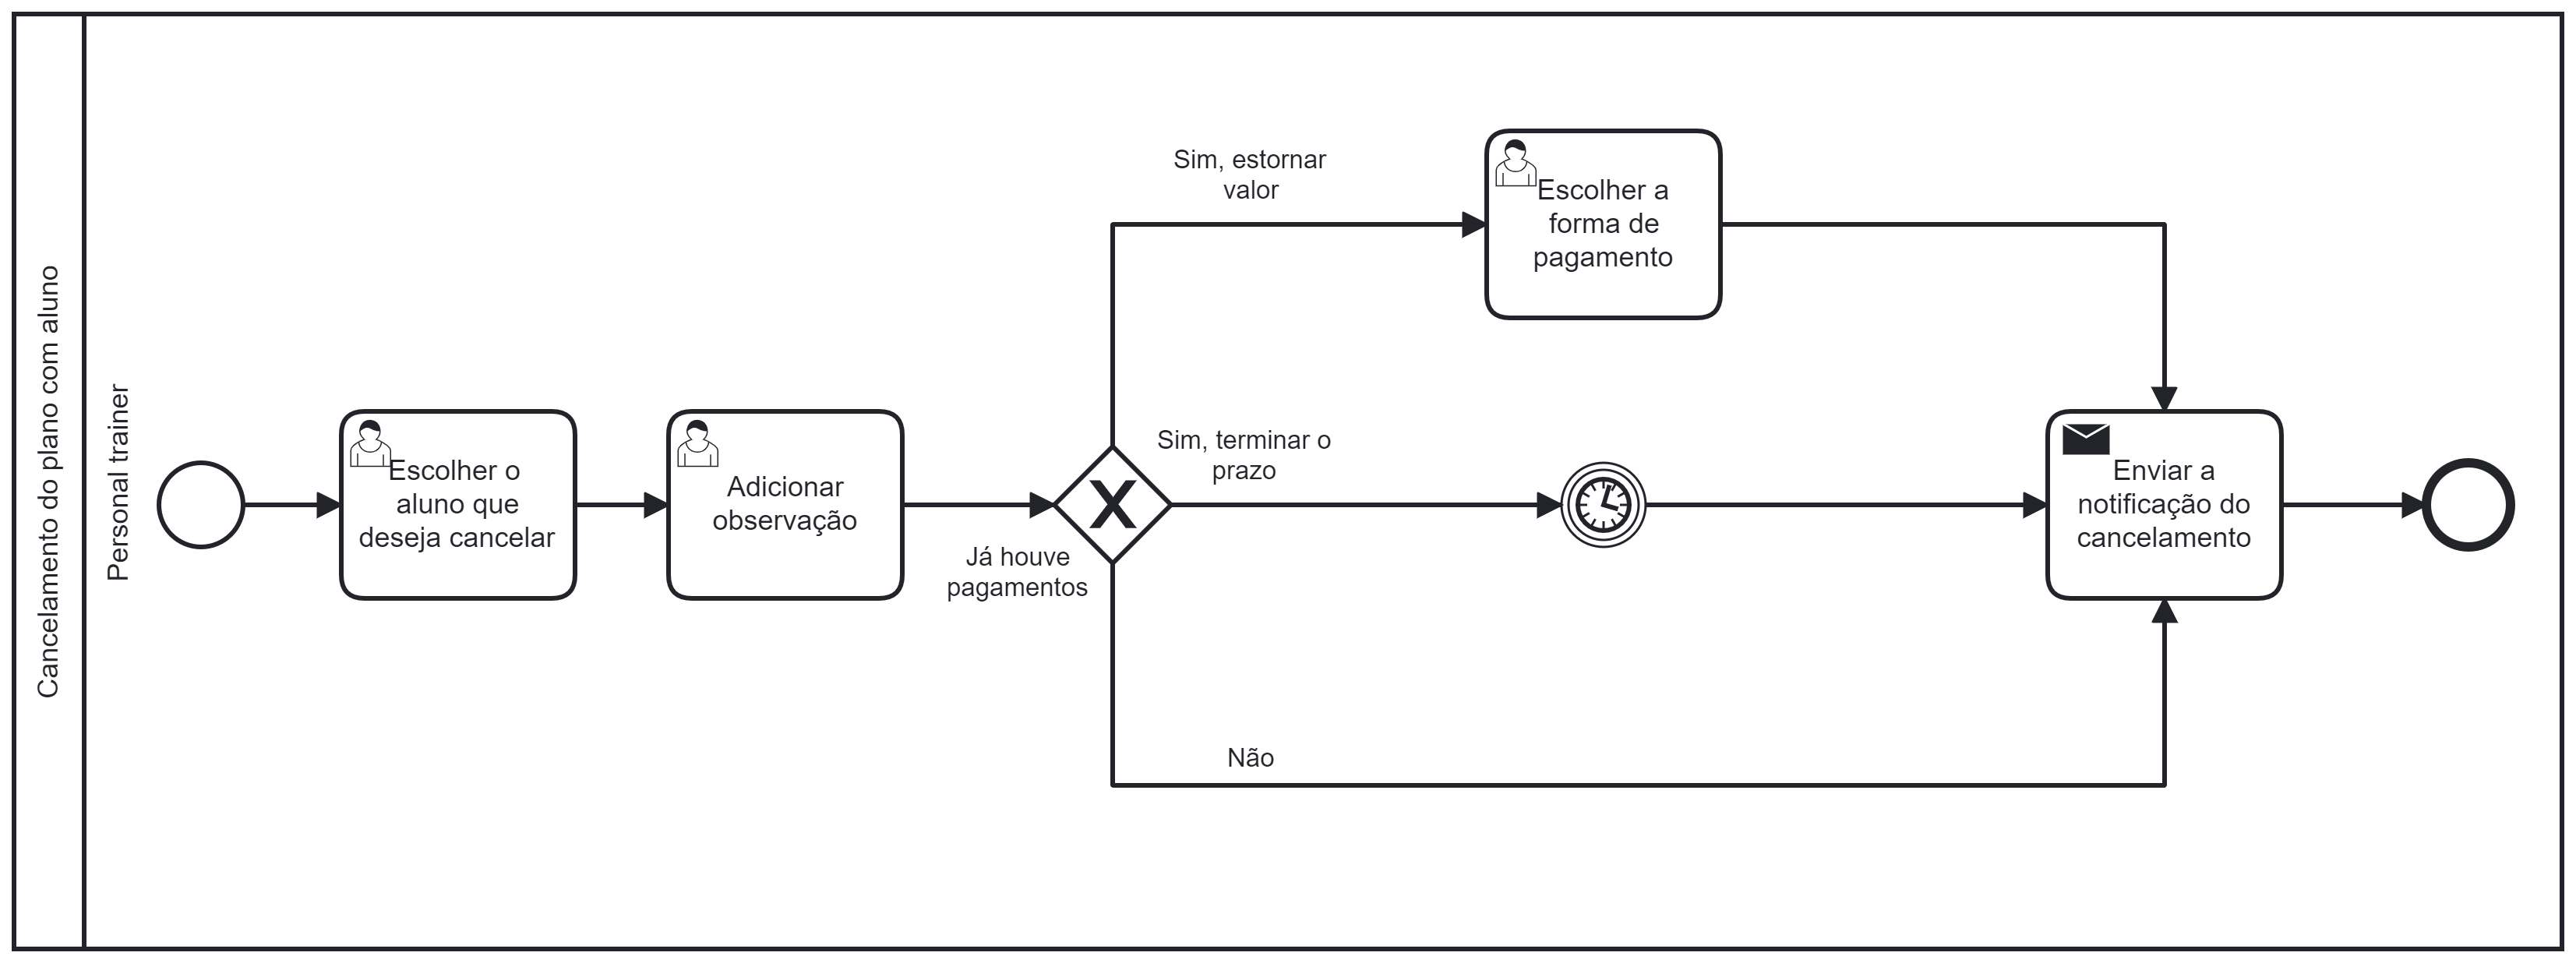 Cancelamento do plano com aluno
Personal trainer
Escolher o
aluno que
deseja cancelar
Adicionar
observação
Já houve
pagamentos
Sim, estornar
valor
Escolher a
forma de
pagamento
Sim, terminar o
prazo
Não
Enviar a
notificação do
cancelamento